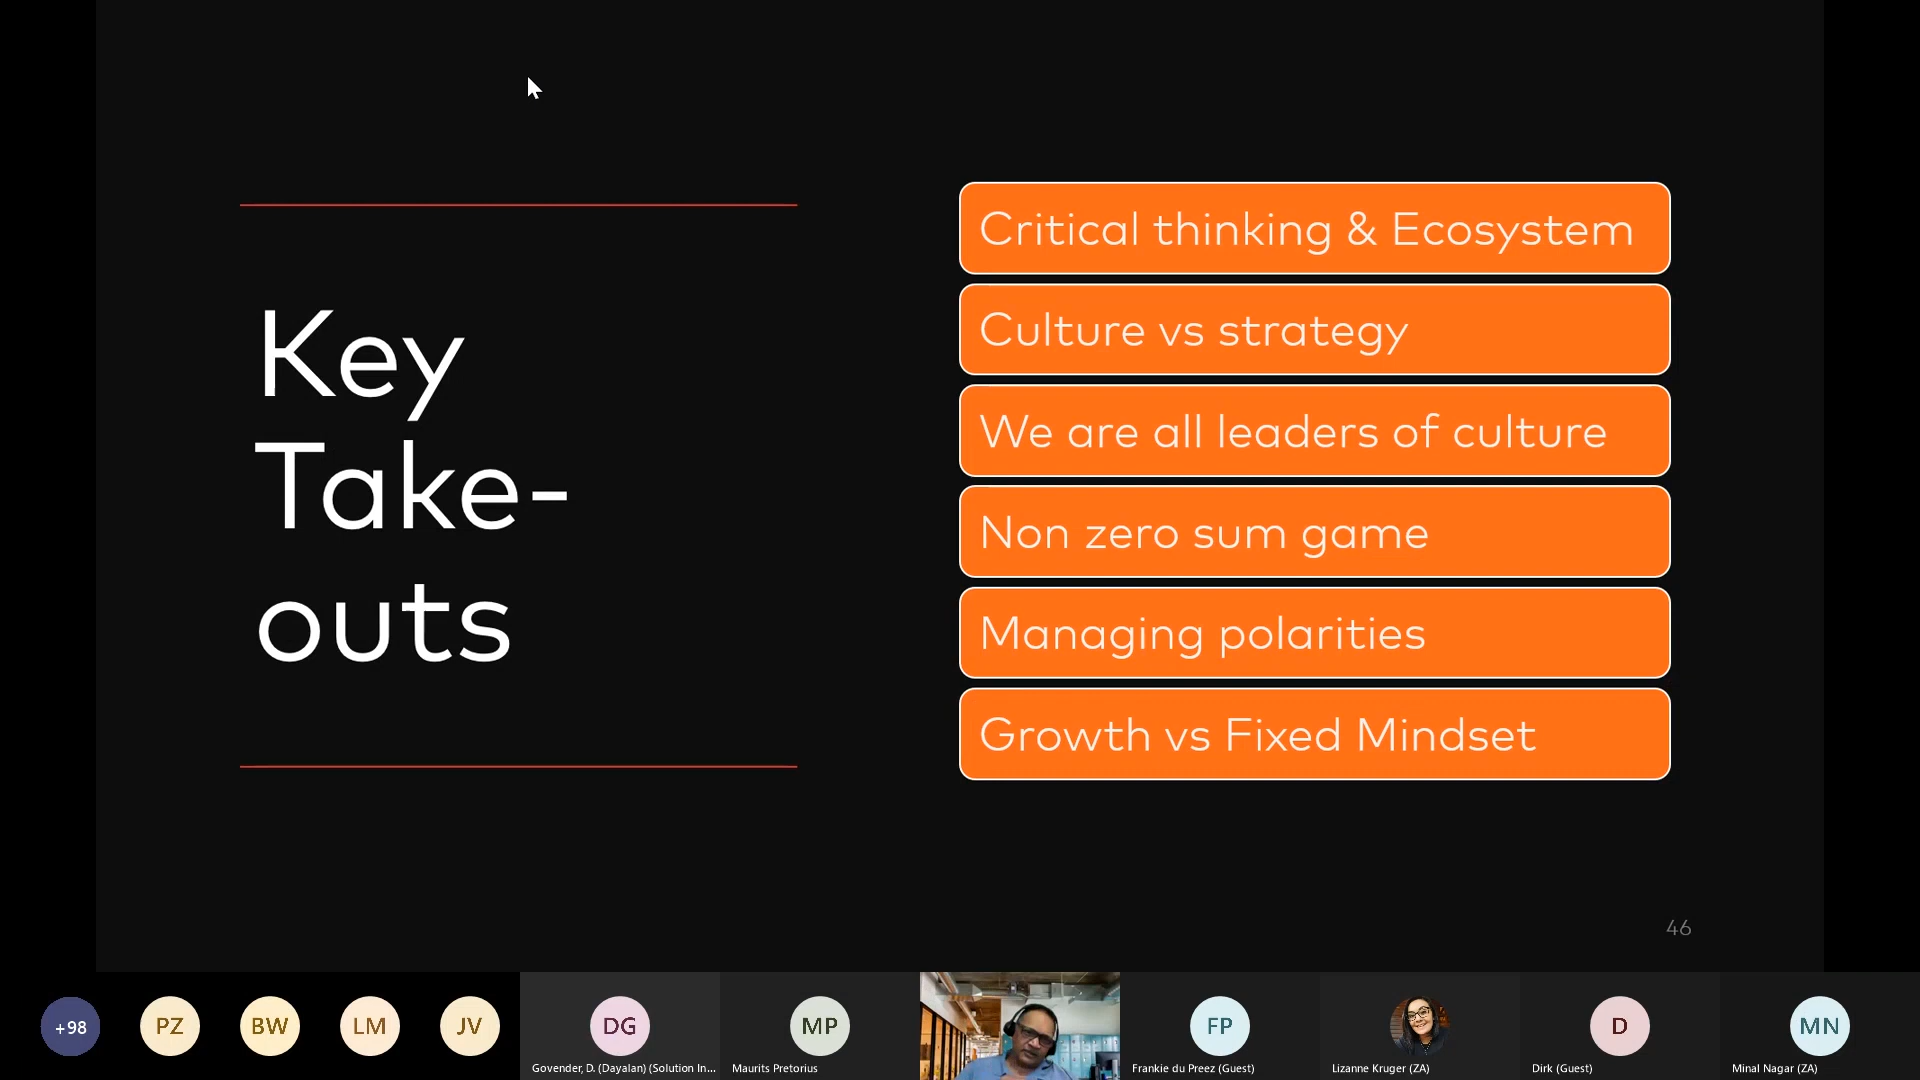 Key
Take-
outs
Critical thinking & Ecosystem
Culture vs strategy
We are all leaders of culture
Non zero sum game
Managing polarities
Growth vs Fixed Mindset
46
+98
PZ
BW
LM
JV
DG
Govender, D. (Dayalan) (Solution In...
MP
Maurits Pretorius
FP
Frankie du Preez (Guest)
Lizanne Kruger (ZA)
D
Dirk (Guest)
MN
Minal Nagar (ZA)